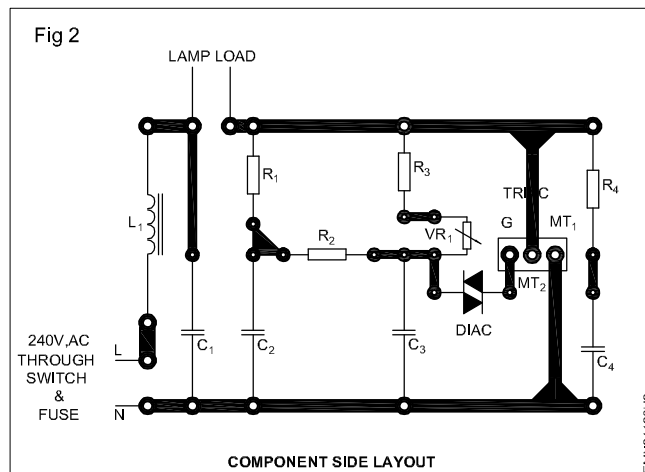 Fig 2
LAMP LOAD
R1
R3
R4
TRIAC
G
MT1
L1
VR1
R2
MT2
DIAC
240V,AC
THROUGH
SWITCH
&
FUSE
L
N
C1
C2
C3
C4
COMPONENT SIDE LAYOUT